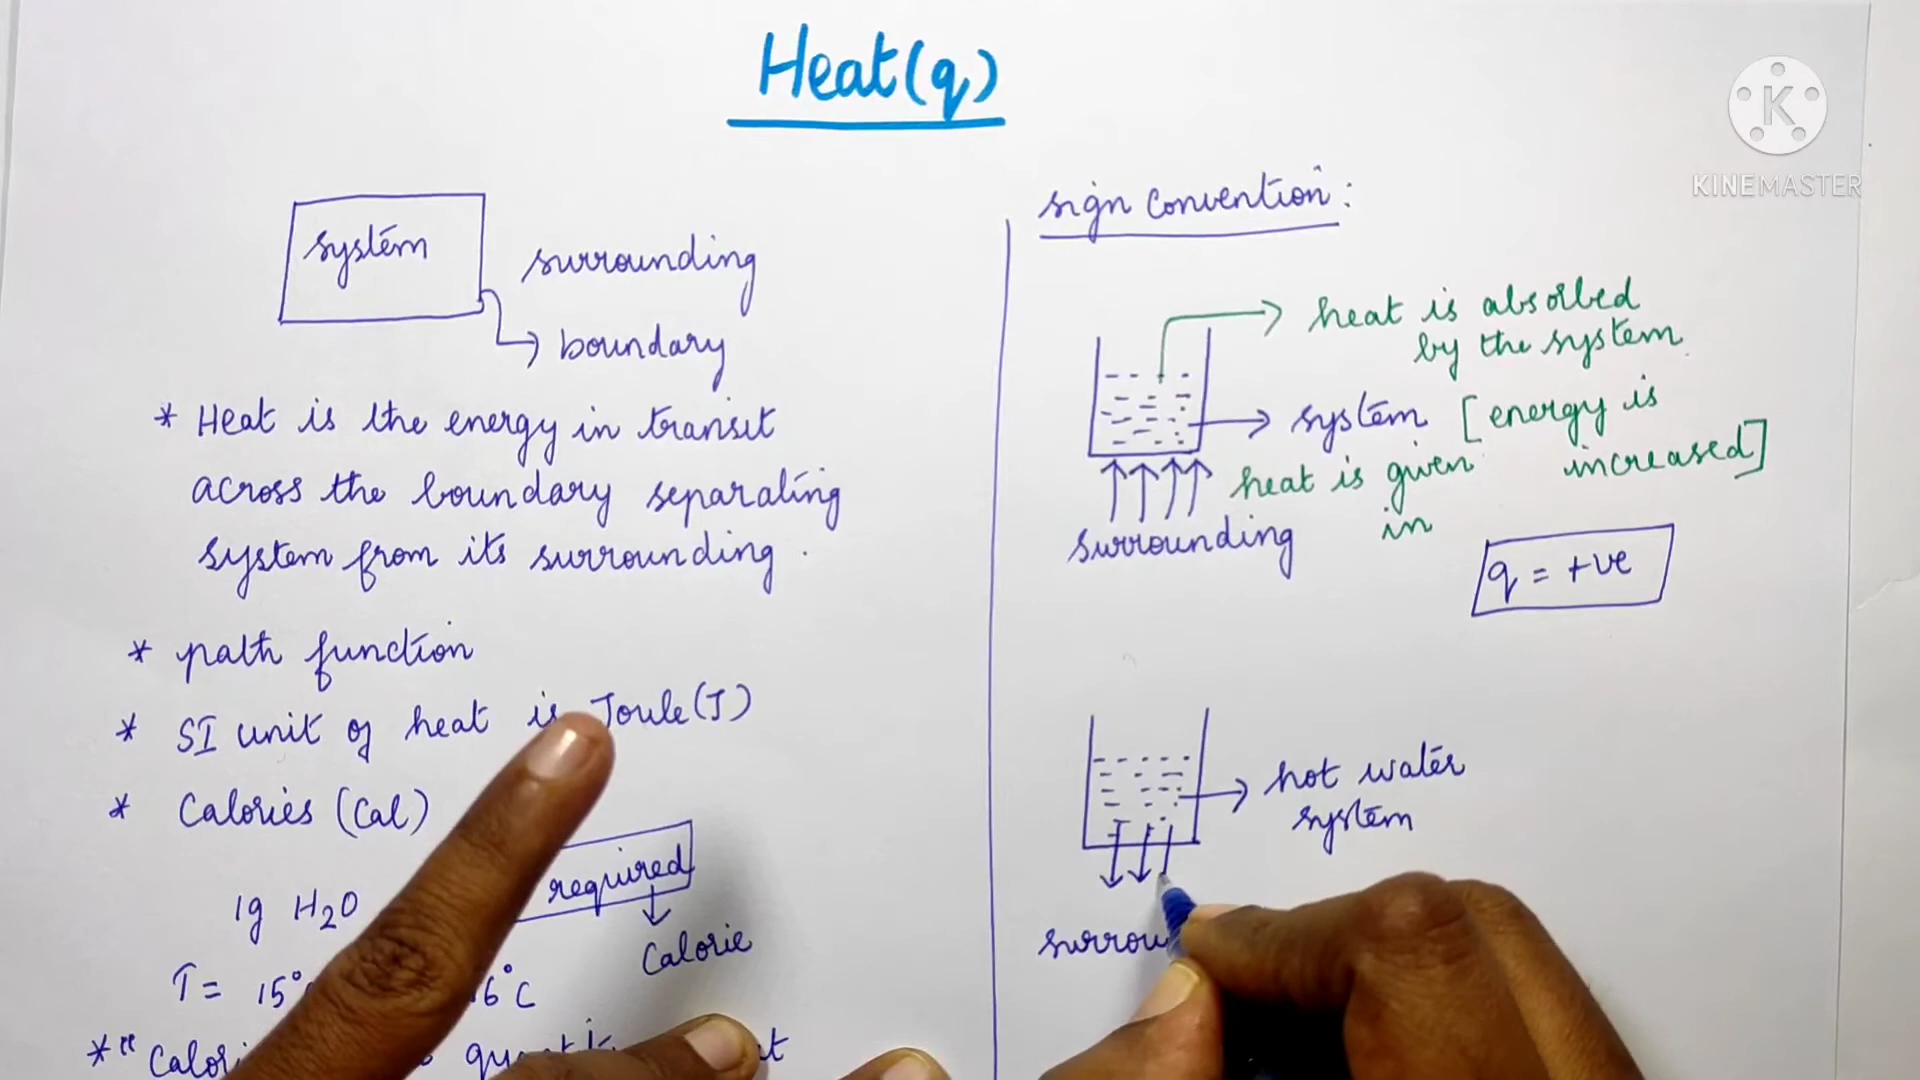 Heat(q)
system
surrounding
boundary
* Heat is the energy in transit
across the boundary separating
system from its surrounding.
* path function
* SI unit of heat is Joule(J)
* Calories (Cal)
1g H2O
required
Calorie
T= 15°
6°C
sign convention:
heat is absorbed
by the system
system [energy is
increased]
heat is given
in
surrounding
q = +ve
hot water
system
KINEMASTER